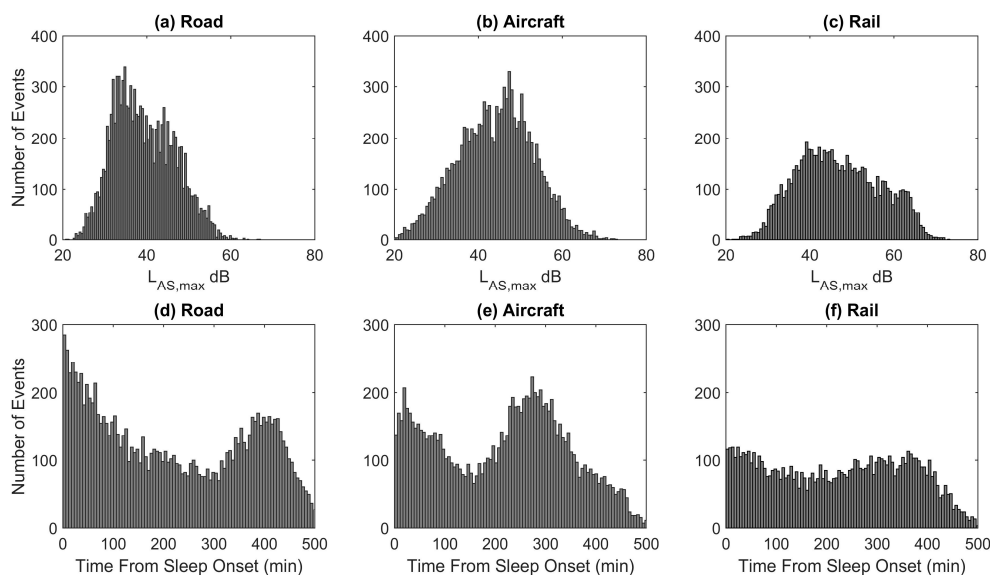 (a) Road
(b) Aircraft
(c) Rail
400
300
200
100
0
Number of Events
20 40 60 80
L_AS,max dB
400
300
200
100
0
20 40 60 80
L_AS,max dB
400
300
200
100
0
20 40 60 80
L_AS,max dB
(d) Road
(e) Aircraft
(f) Rail
300
200
100
0
Number of Events
0 100 200 300 400 500
Time From Sleep Onset (min)
300
200
100
0
0 100 200 300 400 500
Time From Sleep Onset (min)
300
200
100
0
0 100 200 300 400 500
Time From Sleep Onset (min)